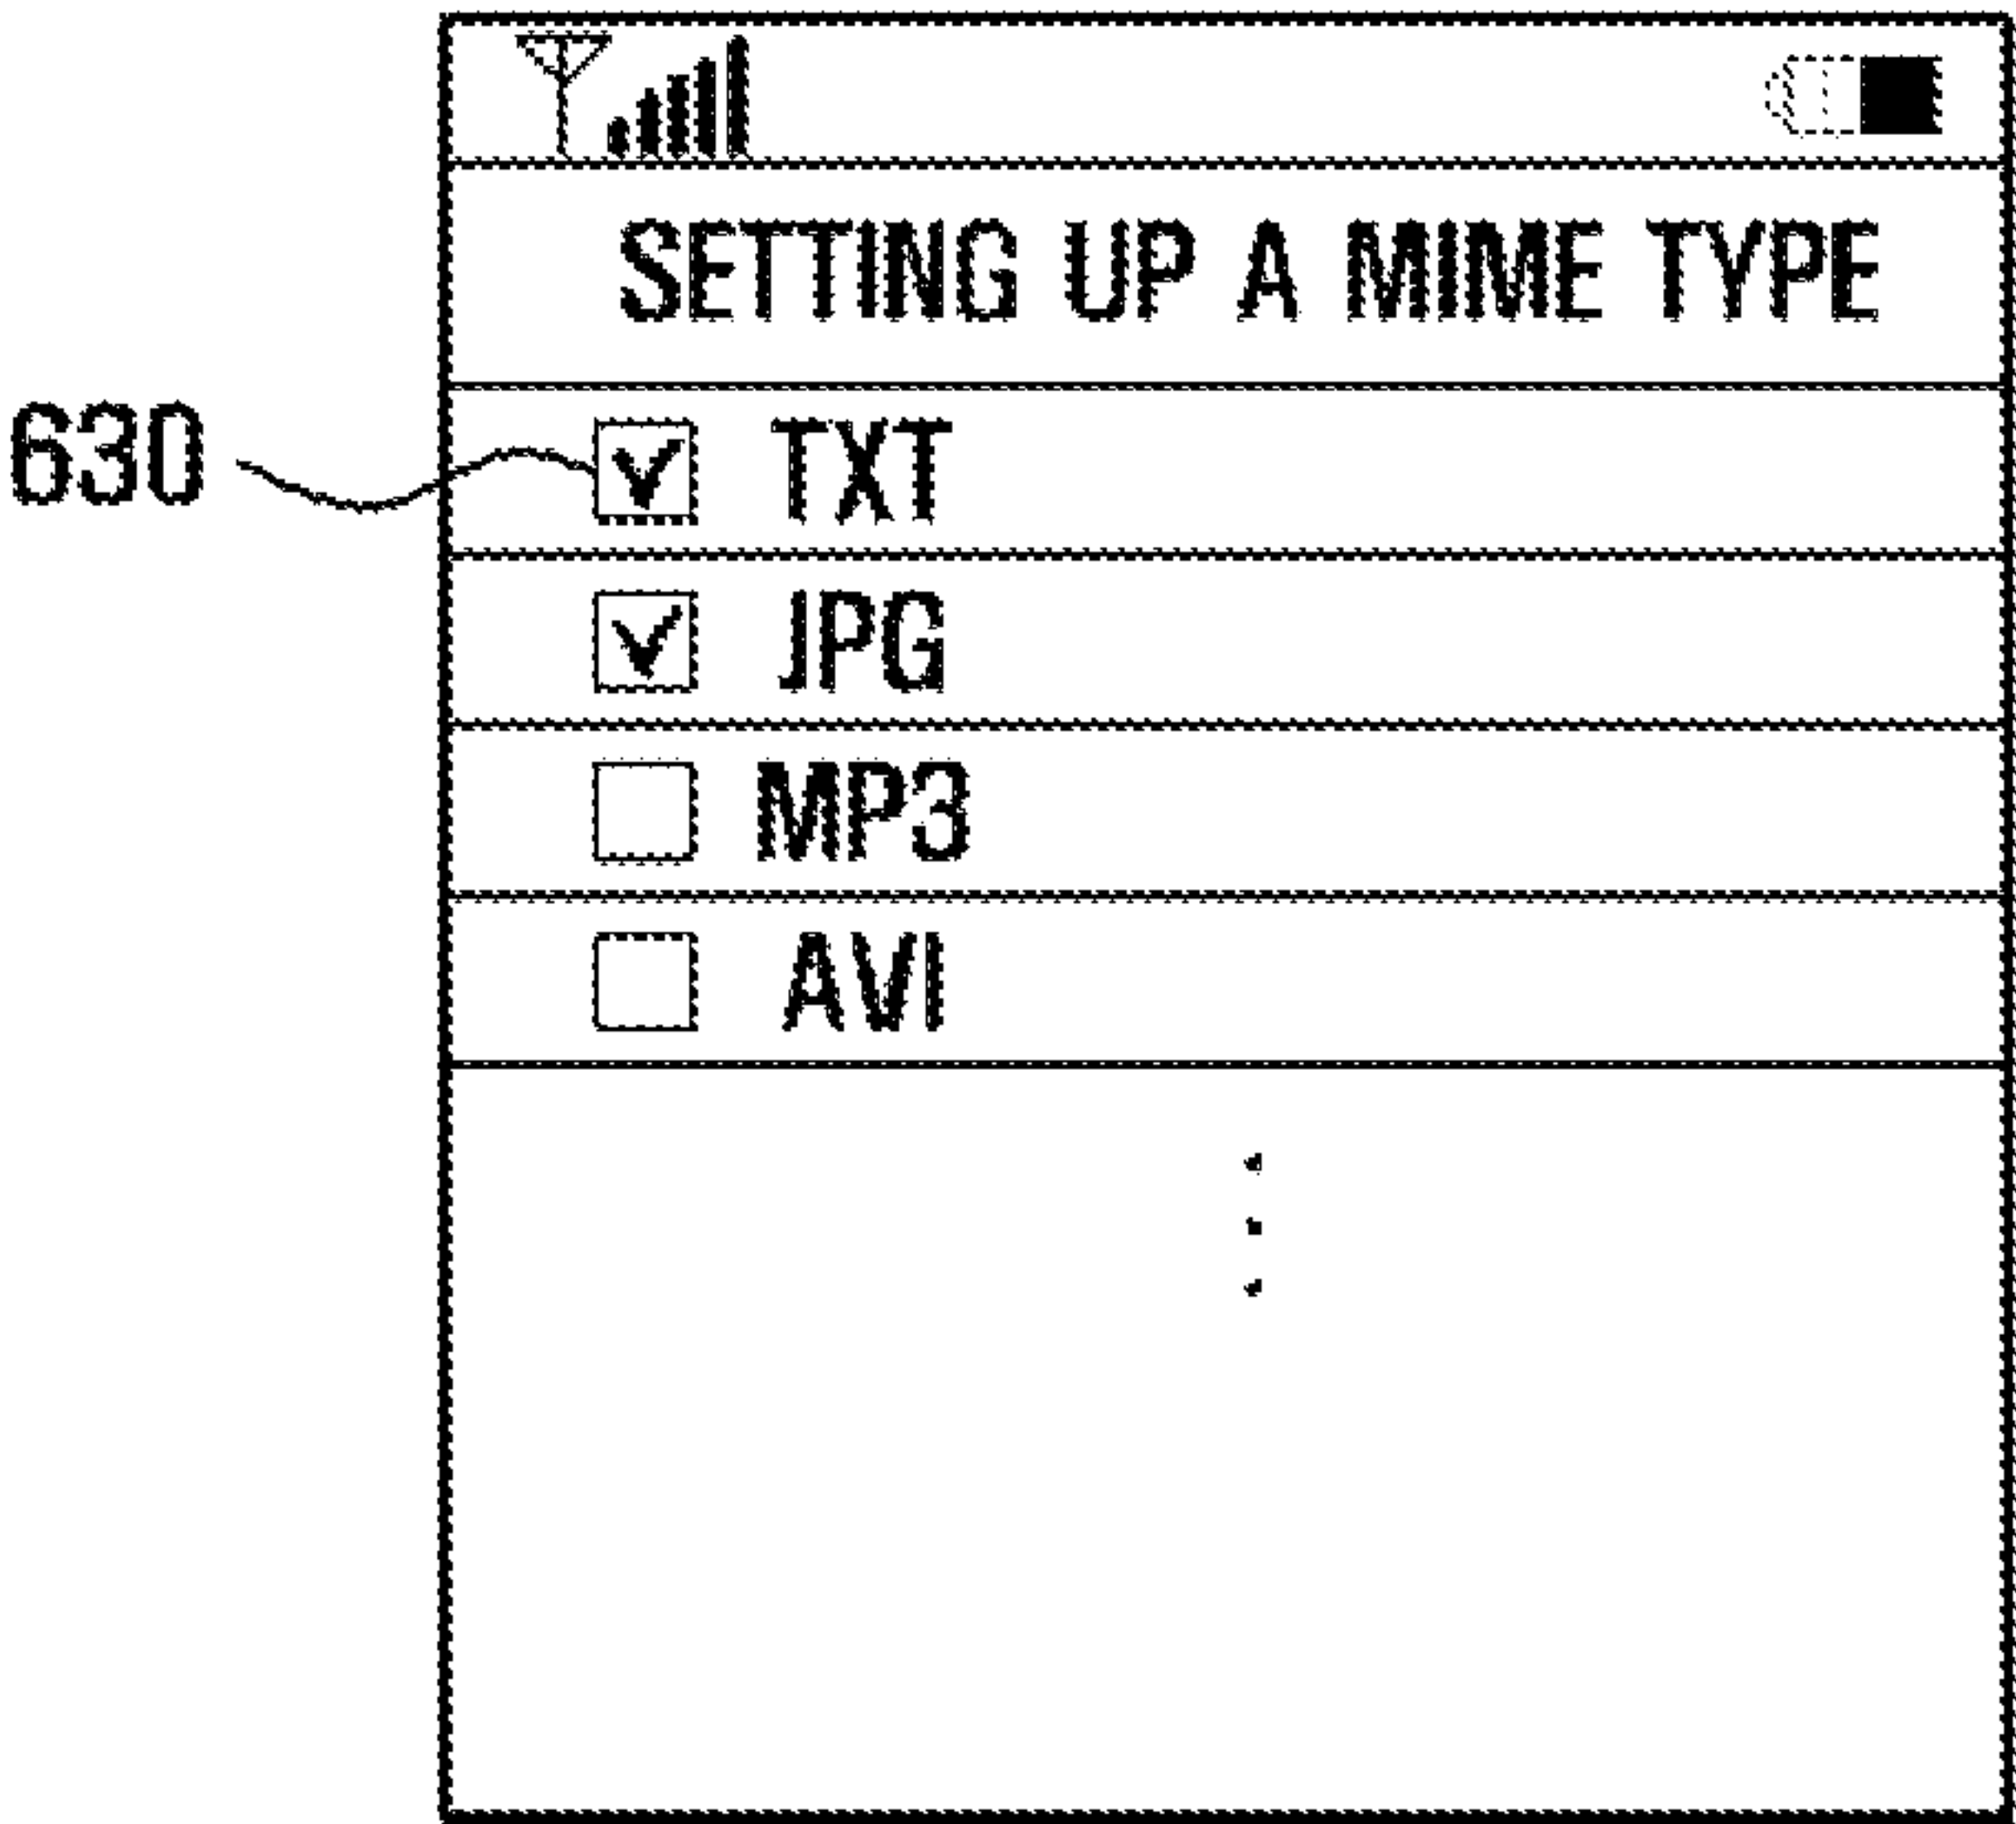 SETTING UP A MIME TYPE
630
TXT
JPG
MP3
AVI